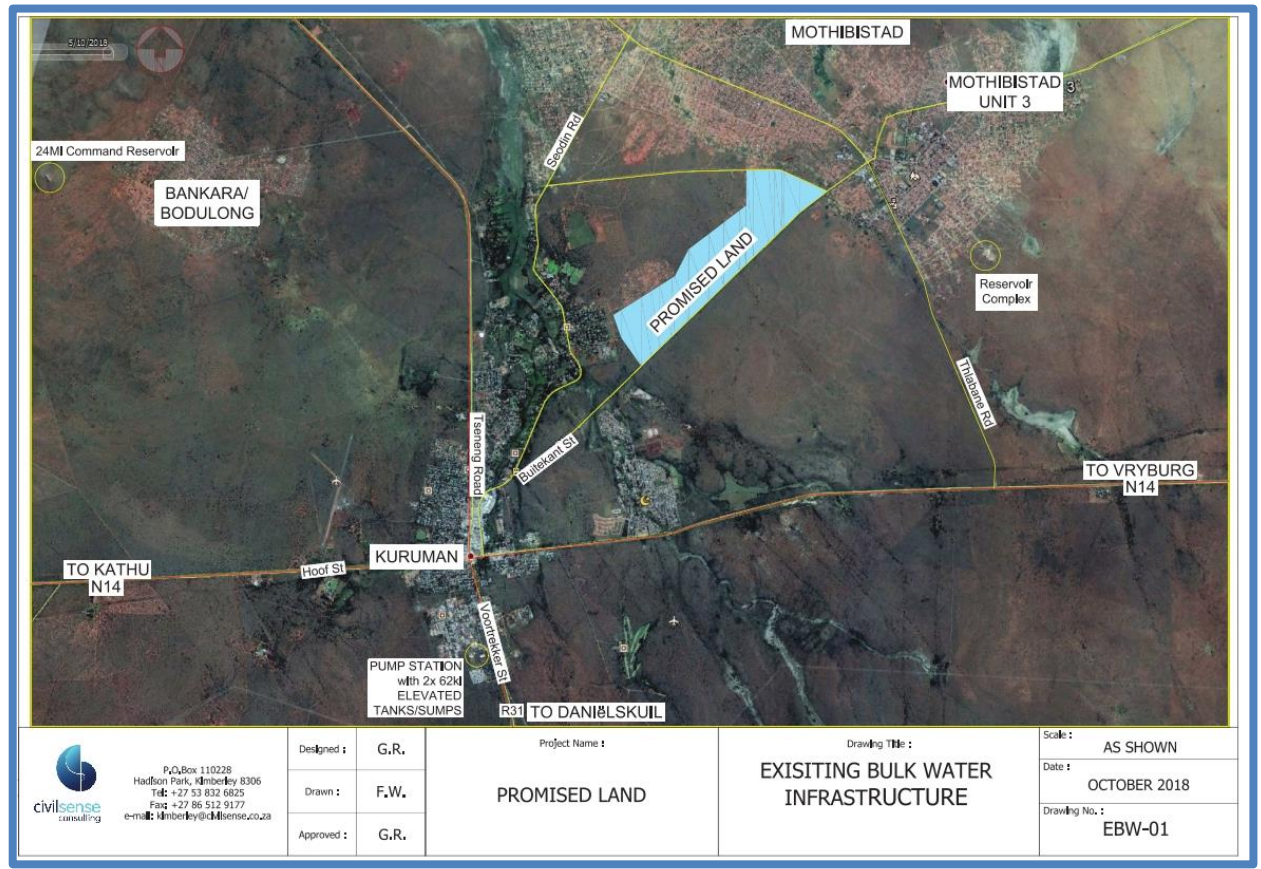 5/10/2018
MOTHIBISTAD
MOTHIBISTAD
UNIT 3
3
24Ml Command Reservoir
BANKARA/
BODULONG
Seodin Rd
PROMISED LAND
Reservoir
Complex
Thlabane Rd
Tseneng Road
Buitekant St
TO VRYBURG
N14
KURUMAN
TO KATHU
N14
Hoof St
Voortrekker St
PUMP STATION
with 2x 62kl
ELEVATED
TANKS/SUMPS
R31 TO DANIëLSKUIL
civilsense
consulting
P.O.Box 110228
Hadison Park, Kimberley 8306
Tel: +27 53 832 6825
Fax: +27 86 512 9177
e-mail: kimberley@civilsense.co.za
Designed : G.R.
Drawn : F.W.
Approved : G.R.
Project Name :
PROMISED LAND
Drawing Title :
EXISITING BULK WATER
INFRASTRUCTURE
Scale :
AS SHOWN
Date :
OCTOBER 2018
Drawing No. :
EBW-01